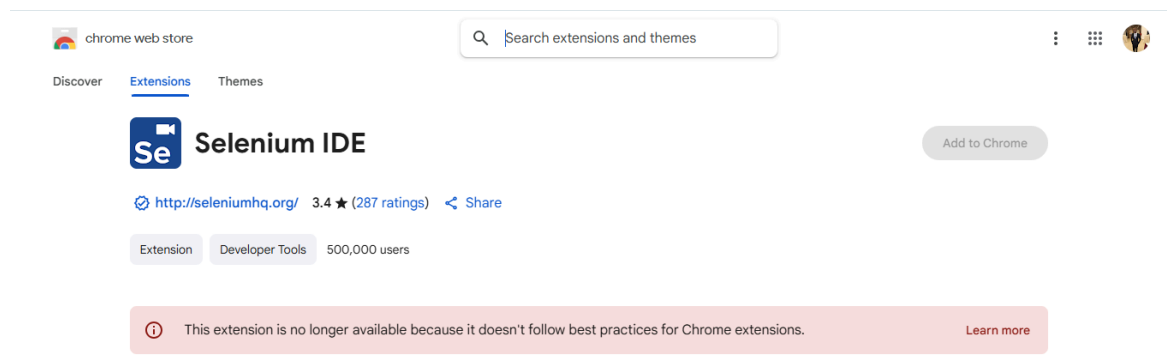 chrome web store
Search extensions and themes
Discover Extensions Themes
Se
Selenium IDE
Add to Chrome
http://seleniumhq.org/ 3.4 ★ (287 ratings) Share
Extension Developer Tools 500,000 users
This extension is no longer available because it doesn't follow best practices for Chrome extensions. Learn more